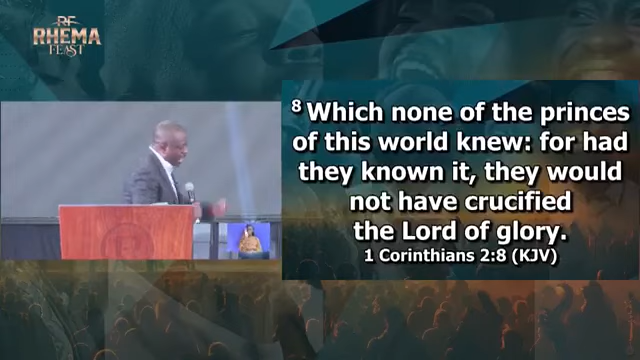 RF
RHEMA
FEAST
8 Which none of the princes
of this world knew: for had
they known it, they would
not have crucified
the Lord of glory.
1 Corinthians 2:8 (KJV)